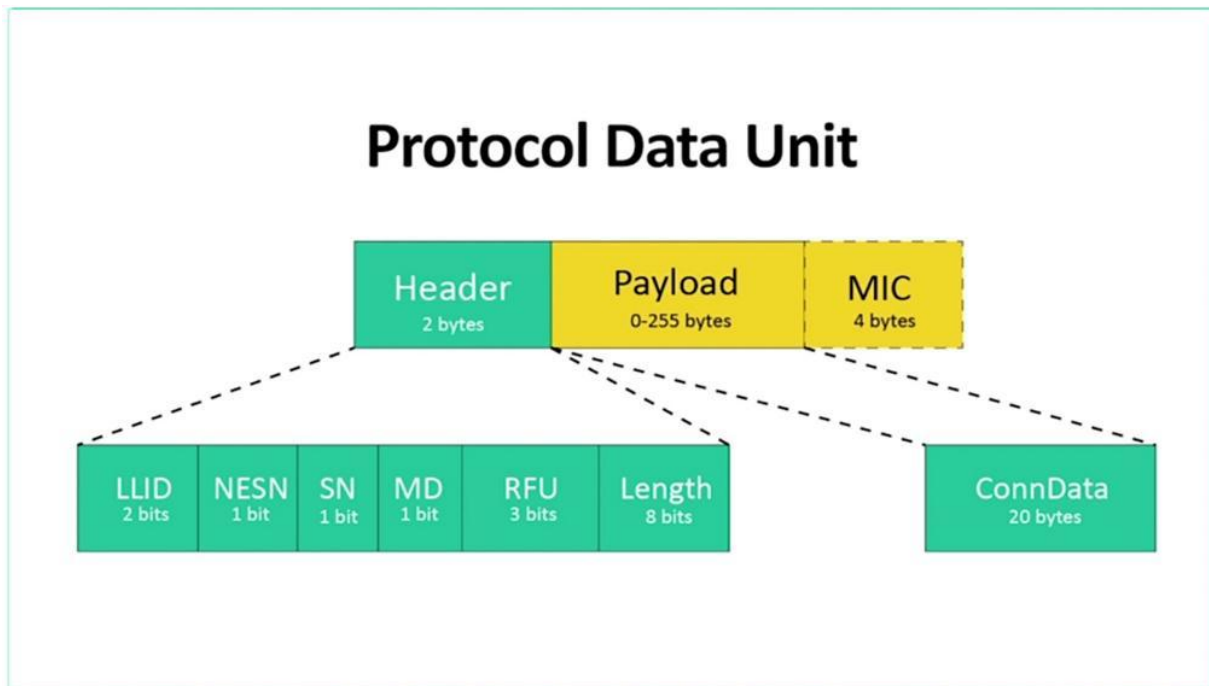 Protocol Data Unit
Header
2 bytes
Payload
0-255 bytes
MIC
4 bytes
LLID
2 bits
NESN
1 bit
SN
1 bit
MD
1 bit
RFU
3 bits
Length
8 bits
ConnData
20 bytes